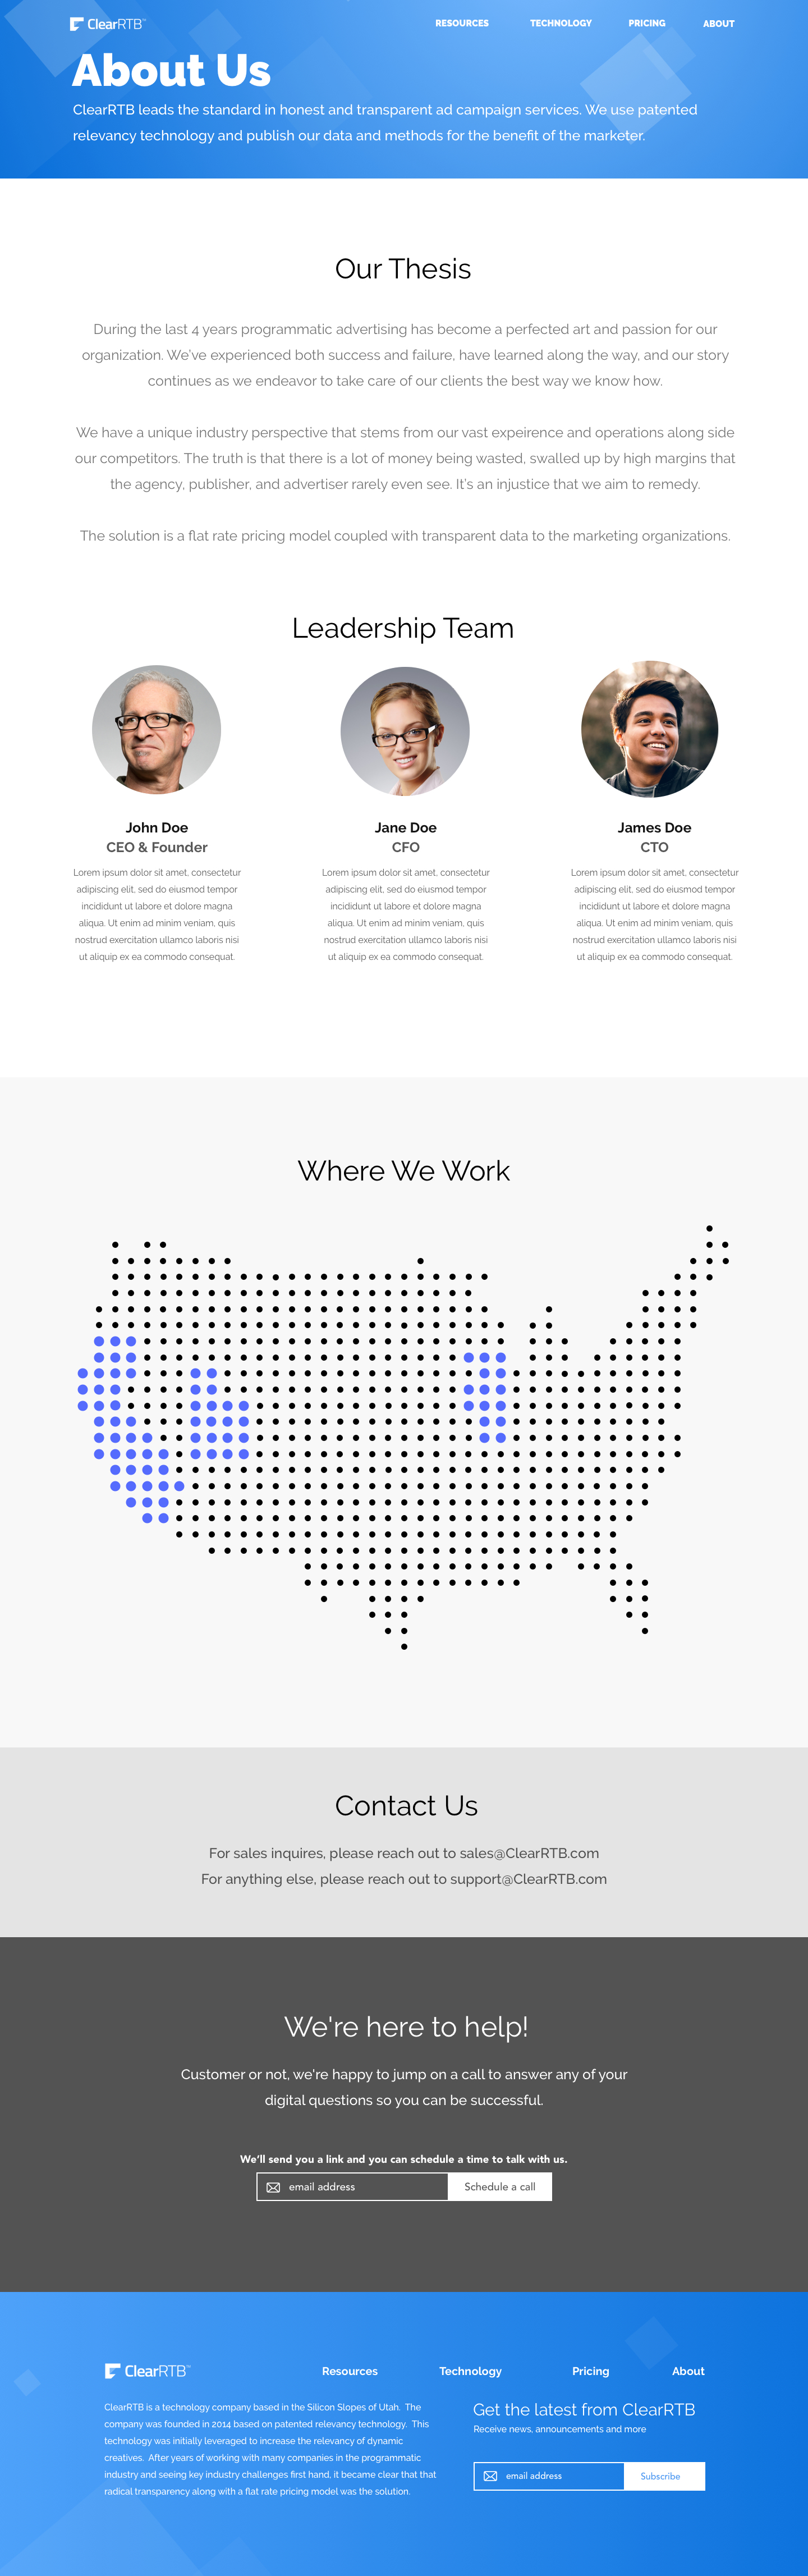 ClearRTB™
RESOURCES TECHNOLOGY PRICING ABOUT
About Us
ClearRTB leads the standard in honest and transparent ad campaign services. We use patented
relevancy technology and publish our data and methods for the benefit of the marketer.
Our Thesis
During the last 4 years programmatic advertising has become a perfected art and passion for our
organization. We've experienced both success and failure, have learned along the way, and our story
continues as we endeavor to take care of our clients the best way we know how.
We have a unique industry perspective that stems from our vast expeirence and operations along side
our competitors. The truth is that there is a lot of money being wasted, swalled up by high margins that
the agency, publisher, and advertiser rarely even see. It's an injustice that we aim to remedy.
The solution is a flat rate pricing model coupled with transparent data to the marketing organizations.
Leadership Team
John Doe
CEO & Founder
Lorem ipsum dolor sit amet, consectetur
adipiscing elit, sed do eiusmod tempor
incididunt ut labore et dolore magna
aliqua. Ut enim ad minim veniam, quis
nostrud exercitation ullamco laboris nisi
ut aliquip ex ea commodo consequat.
Jane Doe
CFO
Lorem ipsum dolor sit amet, consectetur
adipiscing elit, sed do eiusmod tempor
incididunt ut labore et dolore magna
aliqua. Ut enim ad minim veniam, quis
nostrud exercitation ullamco laboris nisi
ut aliquip ex ea commodo consequat.
James Doe
CTO
Lorem ipsum dolor sit amet, consectetur
adipiscing elit, sed do eiusmod tempor
incididunt ut labore et dolore magna
aliqua. Ut enim ad minim veniam, quis
nostrud exercitation ullamco laboris nisi
ut aliquip ex ea commodo consequat.
Where We Work
Contact Us
For sales inquires, please reach out to sales@ClearRTB.com
For anything else, please reach out to support@ClearRTB.com
We're here to help!
Customer or not, we're happy to jump on a call to answer any of your
digital questions so you can be successful.
We'll send you a link and you can schedule a time to talk with us.
email address Schedule a call
ClearRTB™
Resources Technology Pricing About
ClearRTB is a technology company based in the Silicon Slopes of Utah. The
company was founded in 2014 based on patented relevancy technology. This
technology was initially leveraged to increase the relevancy of dynamic
creatives. After years of working with many companies in the programmatic
industry and seeing key industry challenges first hand, it became clear that that
radical transparency along with a flat rate pricing model was the solution.
Get the latest from ClearRTB
Receive news, announcements and more
email address Subscribe